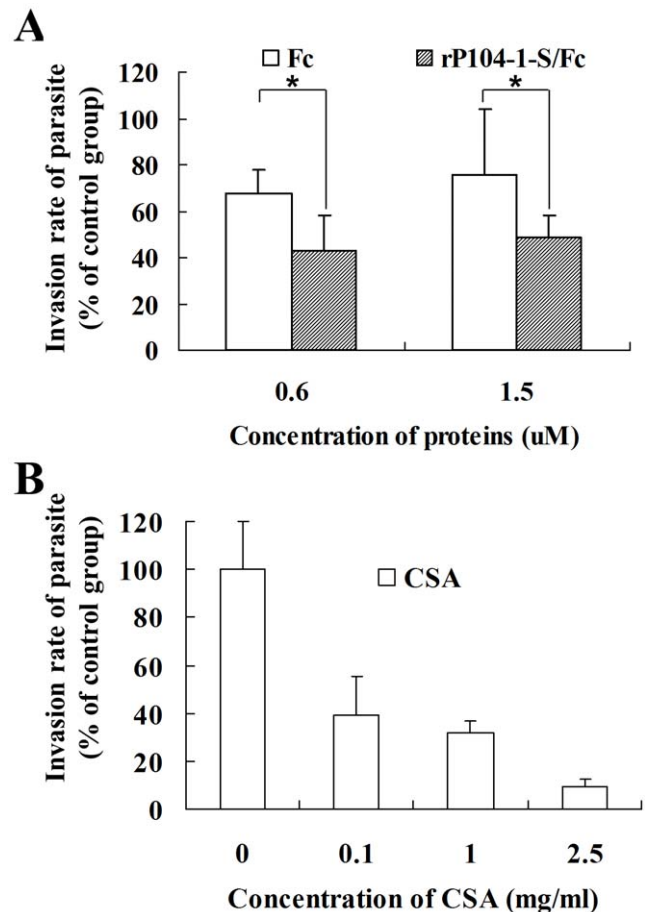 A
Fc
rP104-1-S/Fc
Invasion rate of parasite
(% of control group)
120
100
80
60
40
20
0
*
*
0.6
1.5
Concentration of proteins (uM)
B
Invasion rate of parasite
(% of control group)
120
100
80
60
40
20
0
CSA
0
0.1
1
2.5
Concentration of CSA (mg/ml)